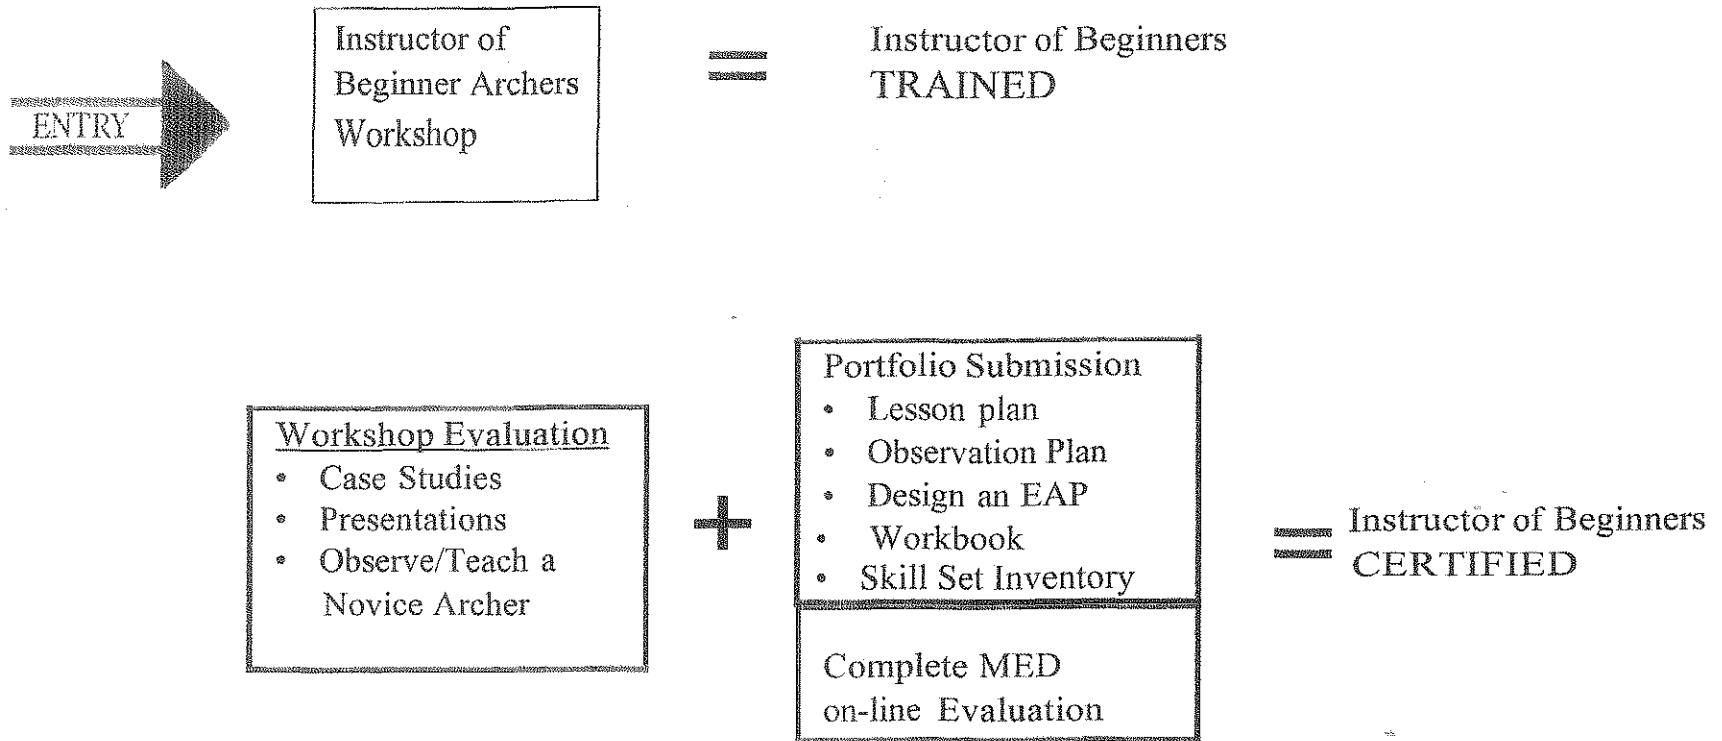 ENTRY
Instructor of
Beginner Archers
Workshop
=
Instructor of Beginners
TRAINED
Workshop Evaluation
• Case Studies
• Presentations
• Observe/Teach a
Novice Archer
+
Portfolio Submission
• Lesson plan
• Observation Plan
• Design an EAP
• Workbook
• Skill Set Inventory
Complete MED
on-line Evaluation
=
Instructor of Beginners
CERTIFIED